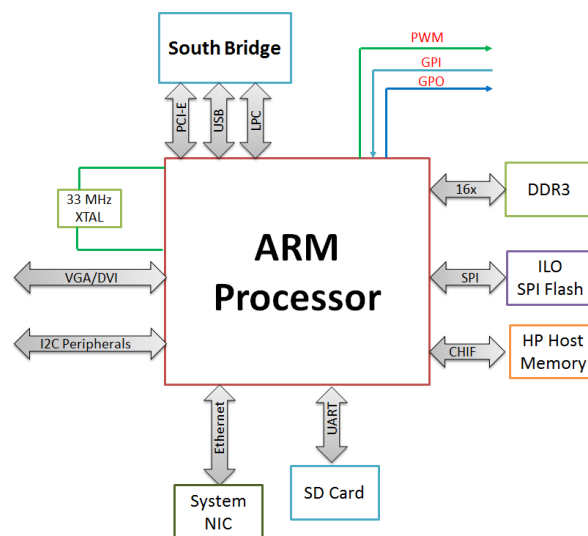 South Bridge
PWM
GPI
GPO
PCI-E
USB
LPC
33 MHz
XTAL
16x
DDR3
ARM
Processor
VGA/DVI
SPI
ILO
SPI Flash
I2C Peripherals
CHIF
HP Host
Memory
Ethernet
UART
System
NIC
SD Card